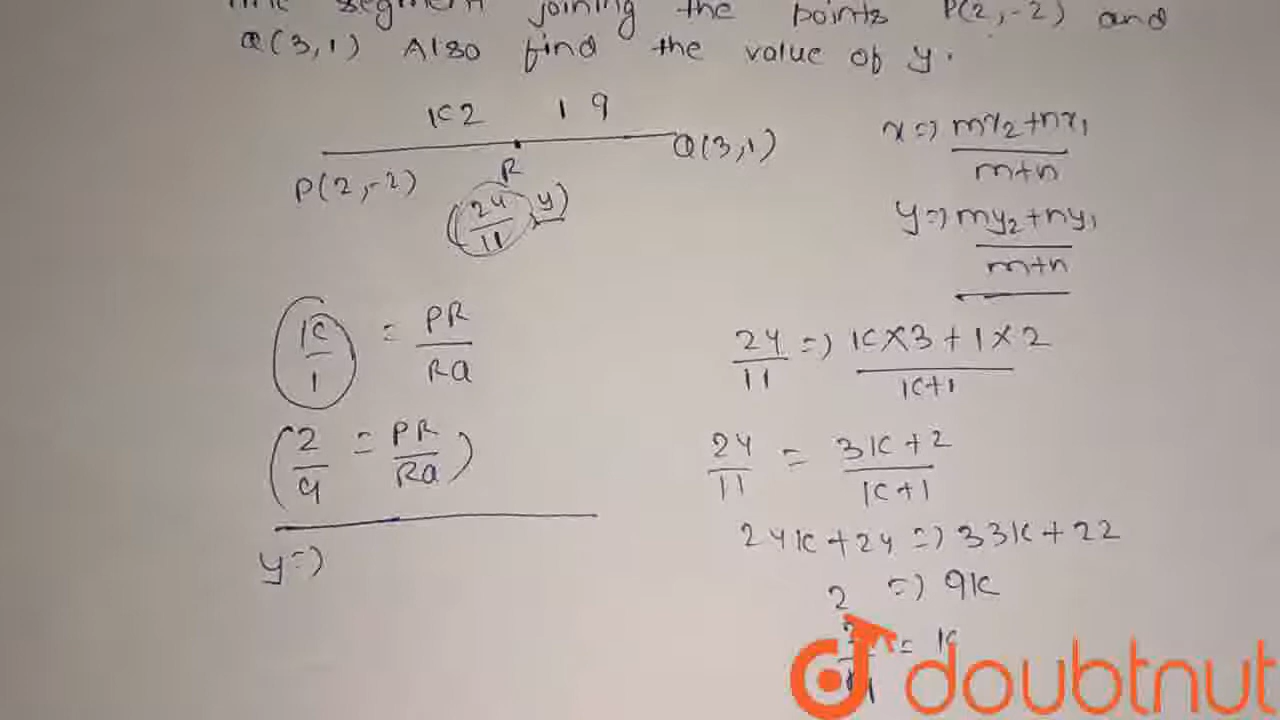 line segment joining the points P(2,-2) and
Q(3,1) Also find the value of y.
K 2 1 9
P(2,-2) R Q(3,1)
(24/11, y)
x => mx₂+nx₁ / m+n
y => my₂+ny₁ / m+n
K/1 = PR/RQ
(2/9 = PR/RQ)
y =>
24/11 => K×3+1×2 / K+1
24/11 = 3K+2 / K+1
24K+24 => 33K+22
2 => 9K
= K
doubtnut